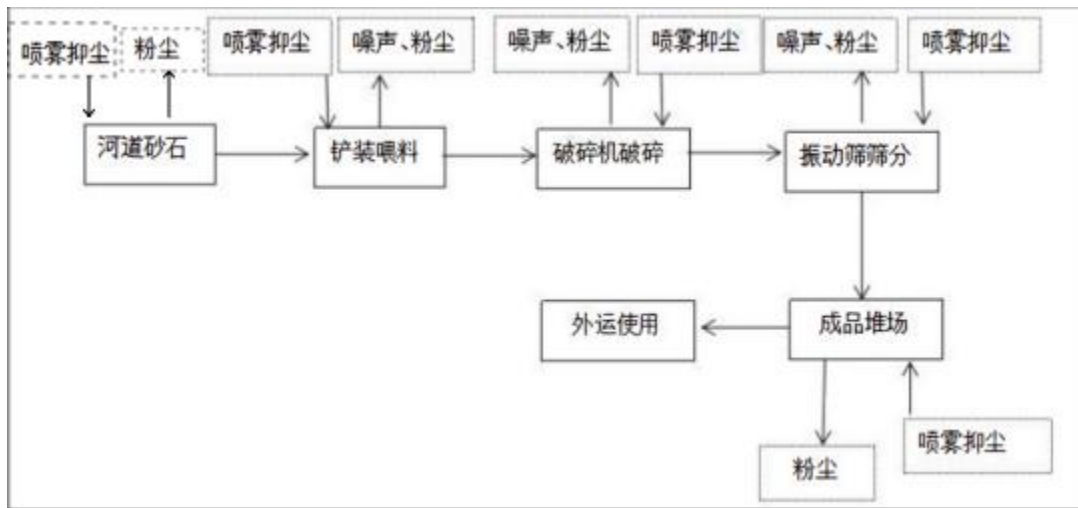 喷雾抑尘
粉尘
喷雾抑尘
噪声、粉尘
噪声、粉尘
喷雾抑尘
噪声、粉尘
喷雾抑尘
河道砂石
铲装喂料
破碎机破碎
振动筛筛分
外运使用
成品堆场
喷雾抑尘
粉尘